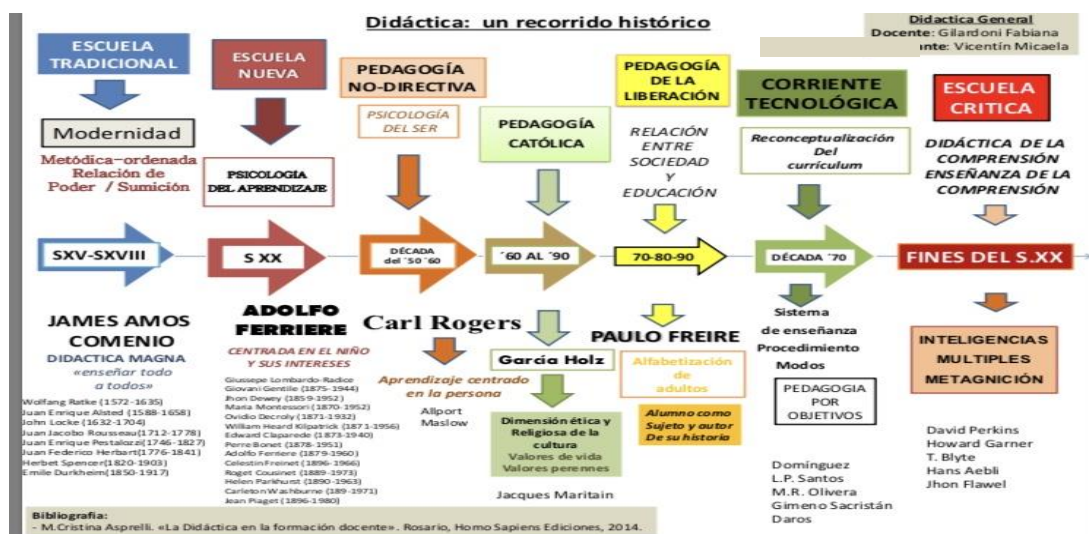 Didáctica: un recorrido histórico
Didactica General
Docente: Gilardoni Fabiana
nte: Vicentín Micaela
ESCUELA
TRADICIONAL
Modernidad
Metódica-ordenada
Relación de
Poder / Sumición
SXV-SXVIII
JAMES AMOS
COMENIO
DIDACTICA MAGNA
«enseñar todo
a todos»
Wolfang Ratke (1572-1635)
Juan Enrique Alsted (1588-1658)
John Locke (1632-1704)
Juan Jacobo Rousseau(1712-1778)
Juan Enrique Pestalozzi(1746-1827)
Juan Federico Herbart(1776-1841)
Herbet Spencer(1820-1903)
Emile Durkheim(1850-1917)
ESCUELA
NUEVA
PSICOLOGÍA
DEL APRENDIZAJE
S XX
ADOLFO
FERRIERE
CENTRADA EN EL NIÑO
Y SUS INTERESES
Giussepe Lombardo-Radice
Giovani Gentile (1875-1944)
Jhon Dewey (1859-1952)
Maria Montessori (1870-1952)
Ovidio Decroly (1871-1932)
William Heard Kilpatrick (1871-1956)
Edward Claparede (1873-1940)
Perre Bonet (1878-1951)
Adolfo Ferriere (1879-1960)
Celestin Freinet (1896-1966)
Roget Cousinet (1889-1973)
Helen Parkhurst (1890-1963)
Carleton Washburne (189-1971)
Jean Piaget (1896-1980)
PEDAGOGÍA
NO-DIRECTIVA
PSICOLOGÍA
DEL SER
DÉCADA
del ´50 ´60
Carl Rogers
Aprendizaje centrado
en la persona
Allport
Maslow
PEDAGOGÍA
CATÓLICA
´60 AL ´90
García Holz
Dimensión ética y
Religiosa de la
cultura
Valores de vida
Valores perennes
Jacques Maritain
PEDAGOGÍA
DE LA
LIBERACIÓN
RELACIÓN
ENTRE
SOCIEDAD
Y
EDUCACIÓN
70-80-90
PAULO FREIRE
Alfabetización
de
adultos
Alumno como
Sujeto y autor
De su historia
CORRIENTE
TECNOLÓGICA
Reconceptualización
Del
currículum
DÉCADA ´70
Sistema
de enseñanza
Procedimiento
Modos
PEDAGOGIA
POR
OBJETIVOS
Domínguez
L.P. Santos
M.R. Olivera
Gimeno Sacristán
Daros
ESCUELA
CRITICA
DIDÁCTICA DE LA
COMPRENSIÓN
ENSEÑANZA DE LA
COMPRENSIÓN
FINES DEL S.XX
INTELIGENCIAS
MULTIPLES
METAGNICIÓN
David Perkins
Howard Garner
T. Blyte
Hans Aebli
Jhon Flawel
Bibliografia:
- M.Cristina Asprelli. «La Didáctica en la formación docente». Rosario, Homo Sapiens Ediciones, 2014.